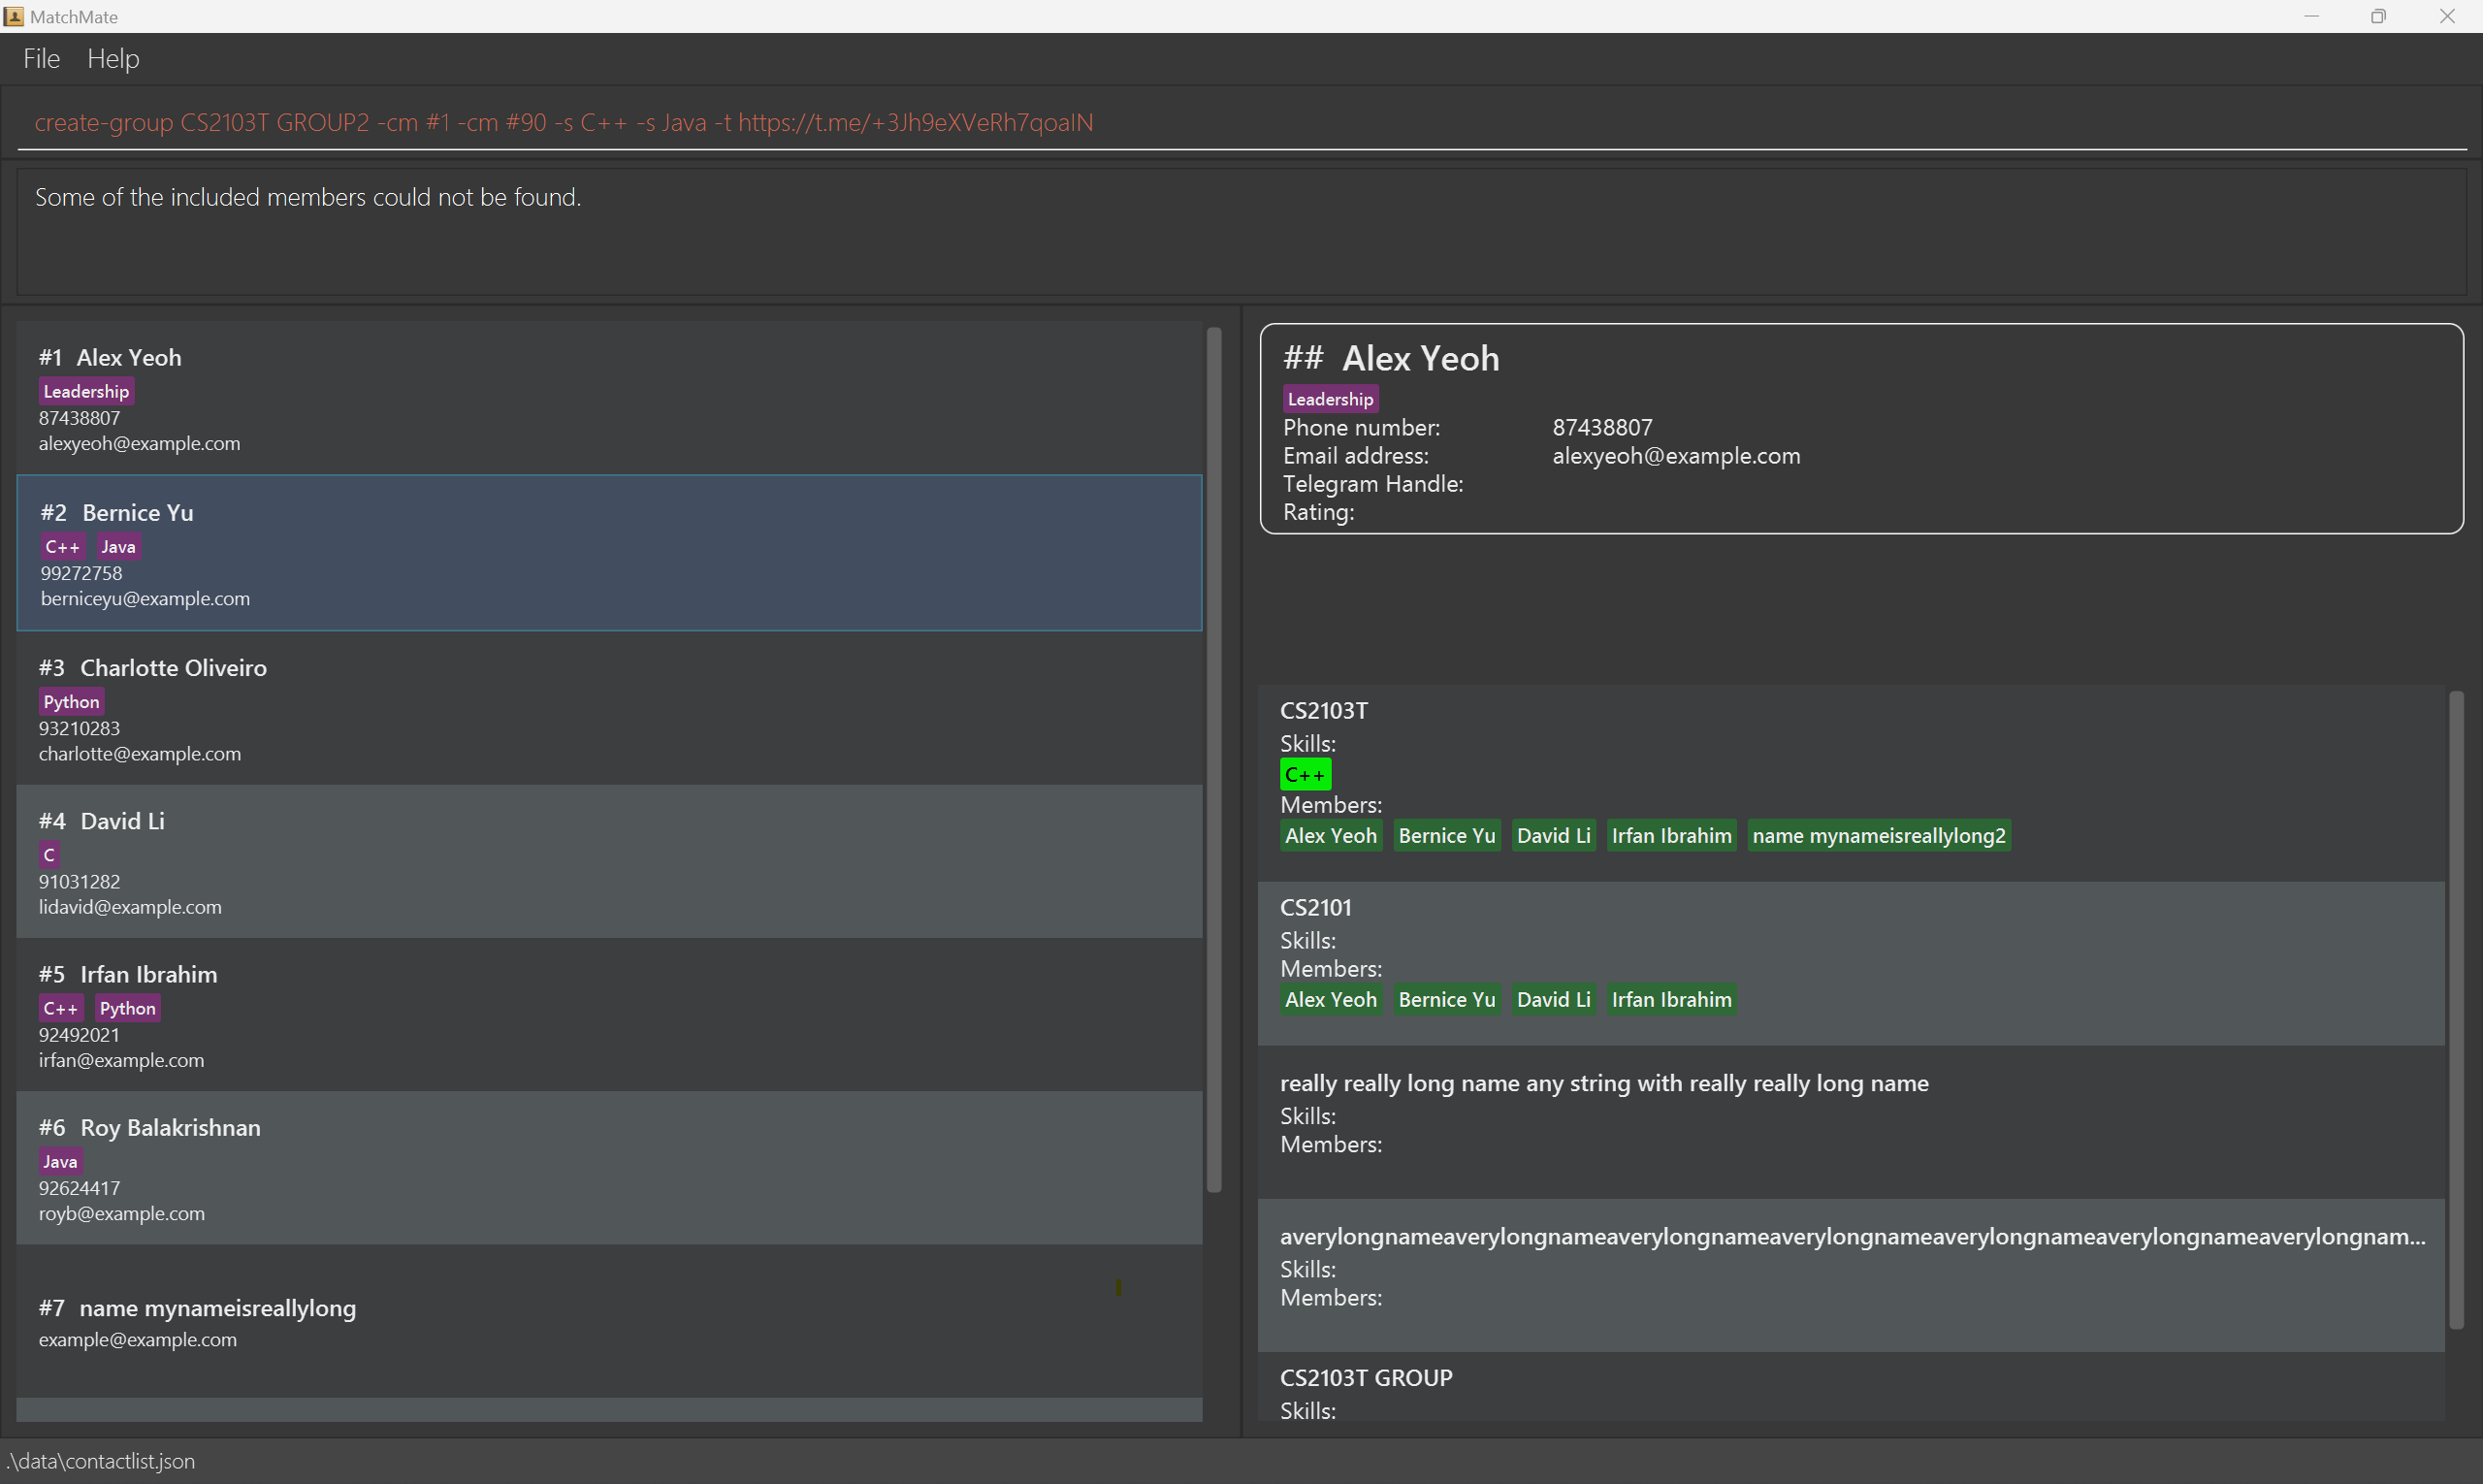 MatchMate
File Help
create-group CS2103T GROUP2 -cm #1 -cm #90 -s C++ -s Java -t https://t.me/+3Jh9eXVeRh7qoalN
Some of the included members could not be found.
#1 Alex Yeoh
Leadership
87438807
alexyeoh@example.com
#2 Bernice Yu
C++ Java
99272758
berniceyu@example.com
#3 Charlotte Oliveiro
Python
93210283
charlotte@example.com
#4 David Li
C
91031282
lidavid@example.com
#5 Irfan Ibrahim
C++ Python
92492021
irfan@example.com
#6 Roy Balakrishnan
Java
92624417
royb@example.com
#7 name mynameisreallylong
example@example.com
## Alex Yeoh
Leadership
Phone number: 87438807
Email address: alexyeoh@example.com
Telegram Handle:
Rating:
CS2103T
Skills:
C++
Members:
Alex Yeoh Bernice Yu David Li Irfan Ibrahim name mynameisreallylong2
CS2101
Skills:
Members:
Alex Yeoh Bernice Yu David Li Irfan Ibrahim
really really long name any string with really really long name
Skills:
Members:
averylongnameaverylongnameaverylongnameaverylongnameaverylongnameaverylongnameaverylongnam...
Skills:
Members:
CS2103T GROUP
Skills:
.\data\contactlist.json